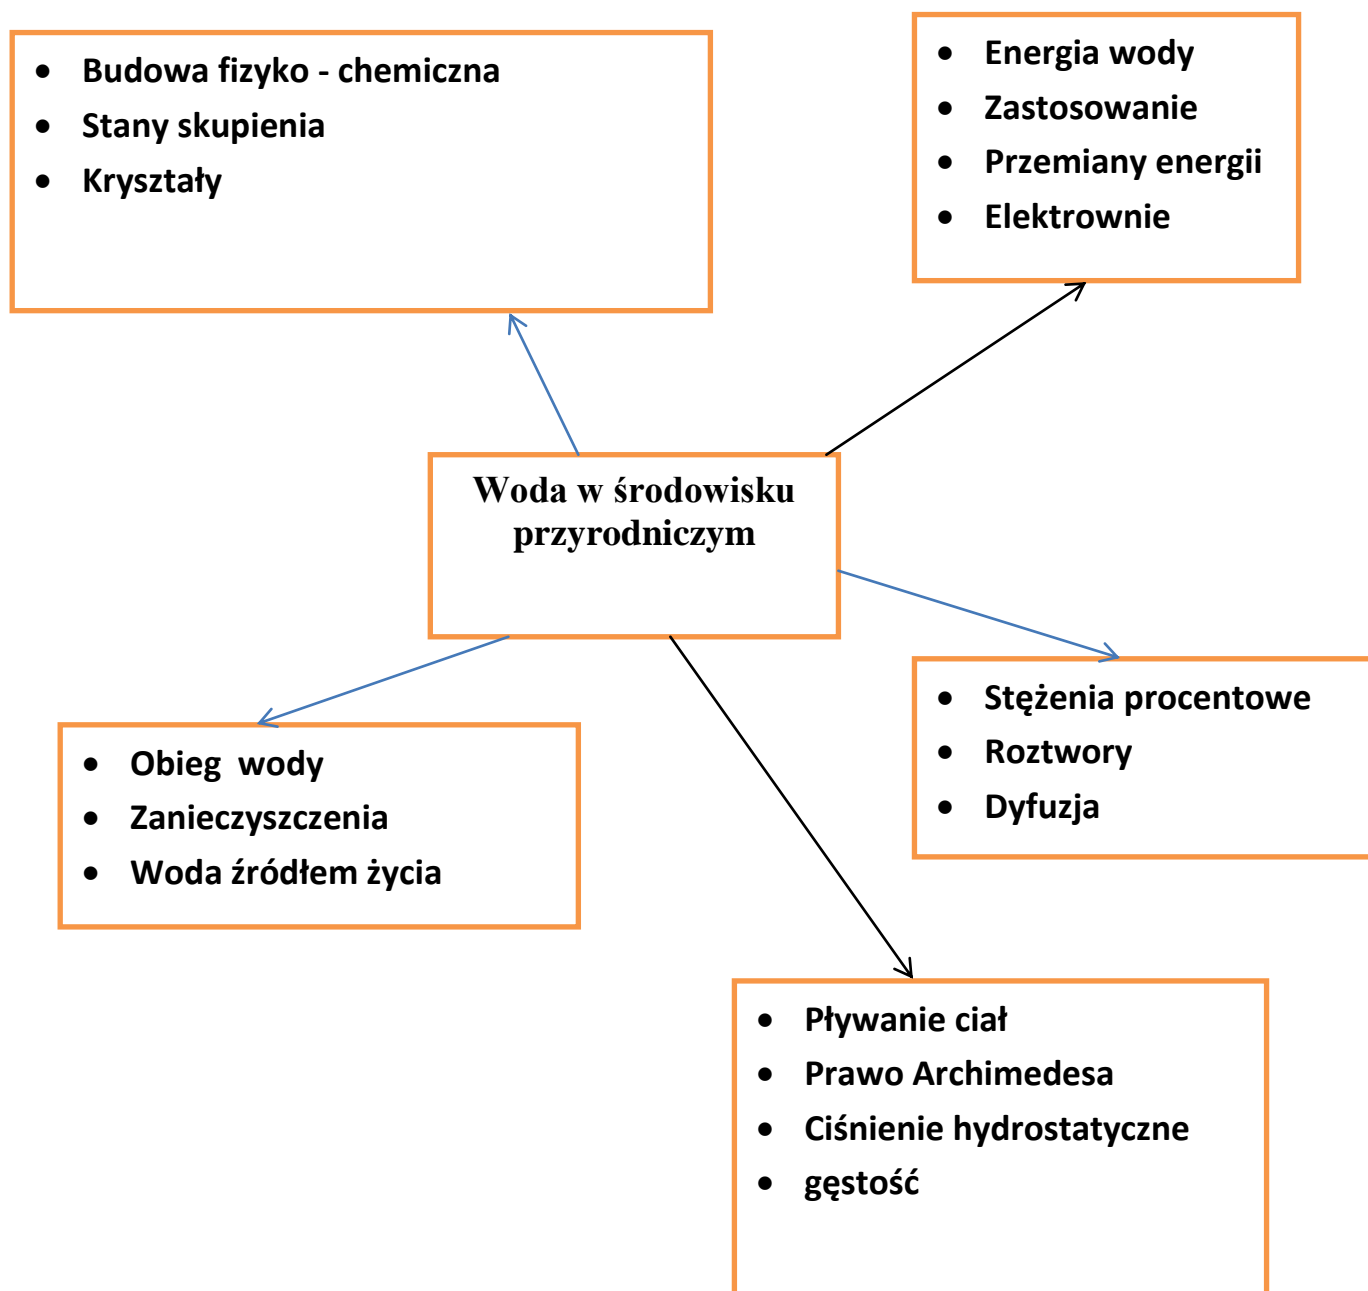 • Budowa fizyko - chemiczna
• Stany skupienia
• Kryształy
• Energia wody
• Zastosowanie
• Przemiany energii
• Elektrownie
Woda w środowisku
przyrodniczym
• Stężenia procentowe
• Roztwory
• Dyfuzja
• Obieg  wody
• Zanieczyszczenia
• Woda źródłem życia
• Pływanie ciał
• Prawo Archimedesa
• Ciśnienie hydrostatyczne
• gęstość